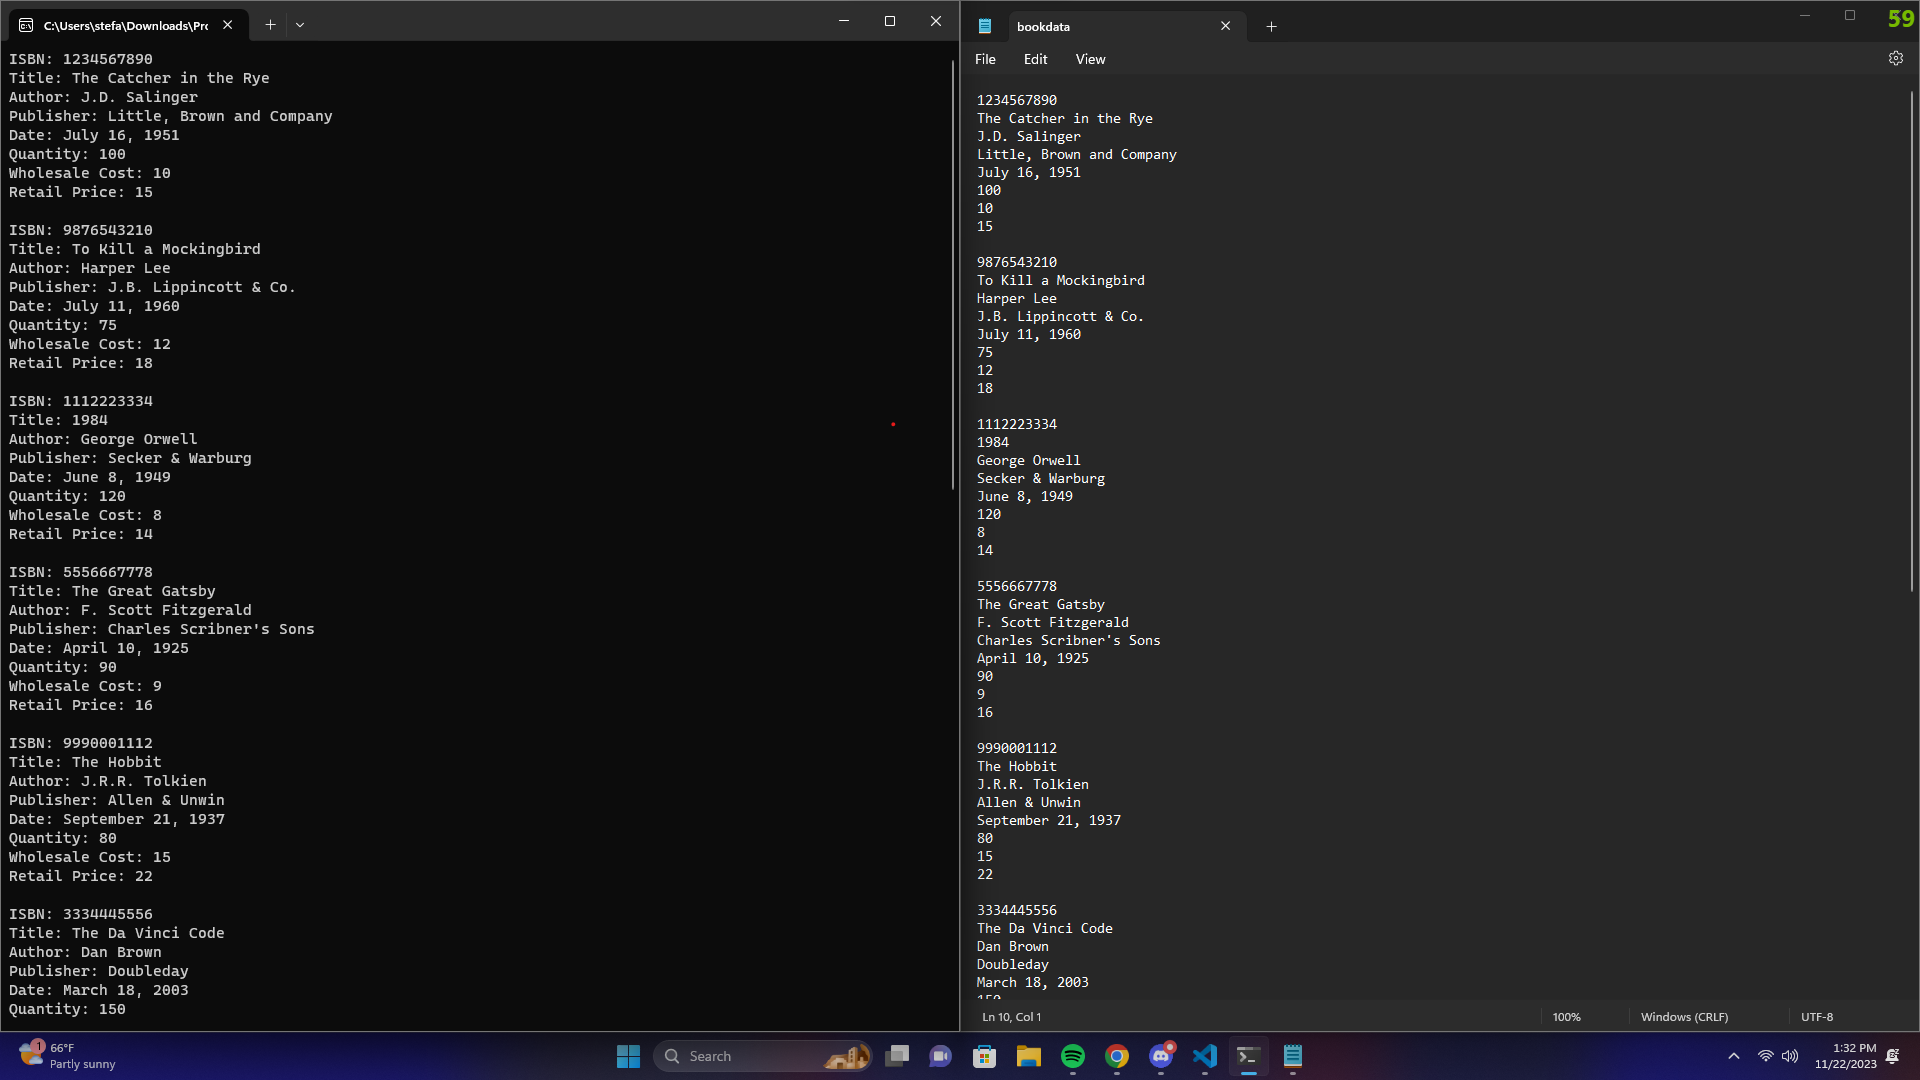 C:\Users\stefa\Downloads\Pro
ISBN: 1234567890
Title: The Catcher in the Rye
Author: J.D. Salinger
Publisher: Little, Brown and Company
Date: July 16, 1951
Quantity: 100
Wholesale Cost: 10
Retail Price: 15
ISBN: 9876543210
Title: To Kill a Mockingbird
Author: Harper Lee
Publisher: J.B. Lippincott & Co.
Date: July 11, 1960
Quantity: 75
Wholesale Cost: 12
Retail Price: 18
ISBN: 1112223334
Title: 1984
Author: George Orwell
Publisher: Secker & Warburg
Date: June 8, 1949
Quantity: 120
Wholesale Cost: 8
Retail Price: 14
ISBN: 5556667778
Title: The Great Gatsby
Author: F. Scott Fitzgerald
Publisher: Charles Scribner's Sons
Date: April 10, 1925
Quantity: 90
Wholesale Cost: 9
Retail Price: 16
ISBN: 9990001112
Title: The Hobbit
Author: J.R.R. Tolkien
Publisher: Allen & Unwin
Date: September 21, 1937
Quantity: 80
Wholesale Cost: 15
Retail Price: 22
ISBN: 3334445556
Title: The Da Vinci Code
Author: Dan Brown
Publisher: Doubleday
Date: March 18, 2003
Quantity: 150
bookdata
59
File Edit View
1234567890
The Catcher in the Rye
J.D. Salinger
Little, Brown and Company
July 16, 1951
100
10
15
9876543210
To Kill a Mockingbird
Harper Lee
J.B. Lippincott & Co.
July 11, 1960
75
12
18
1112223334
1984
George Orwell
Secker & Warburg
June 8, 1949
120
8
14
5556667778
The Great Gatsby
F. Scott Fitzgerald
Charles Scribner's Sons
April 10, 1925
90
9
16
9990001112
The Hobbit
J.R.R. Tolkien
Allen & Unwin
September 21, 1937
80
15
22
3334445556
The Da Vinci Code
Dan Brown
Doubleday
March 18, 2003
150
Ln 10, Col 1 100% Windows (CRLF) UTF-8
1
66°F
Partly sunny
Search
1:32 PM
11/22/2023